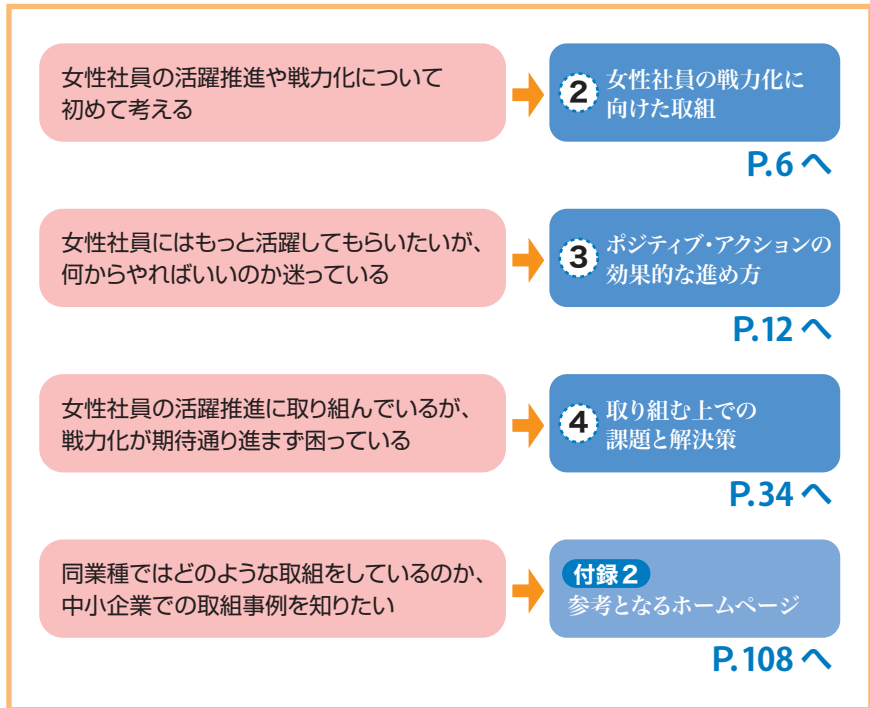 女性社員の活躍推進や戦力化について
初めて考える
② 女性社員の戦力化に
向けた取組
P.6 へ
女性社員にはもっと活躍してもらいたいが、
何からやればいいのか迷っている
③ ポジティブ・アクションの
効果的な進め方
P.12 へ
女性社員の活躍推進に取り組んでいるが、
戦力化が期待通り進まず困っている
④ 取り組む上での
課題と解決策
P.34 へ
同業種ではどのような取組をしているのか、
中小企業での取組事例を知りたい
付録2
参考となるホームページ
P.108 へ